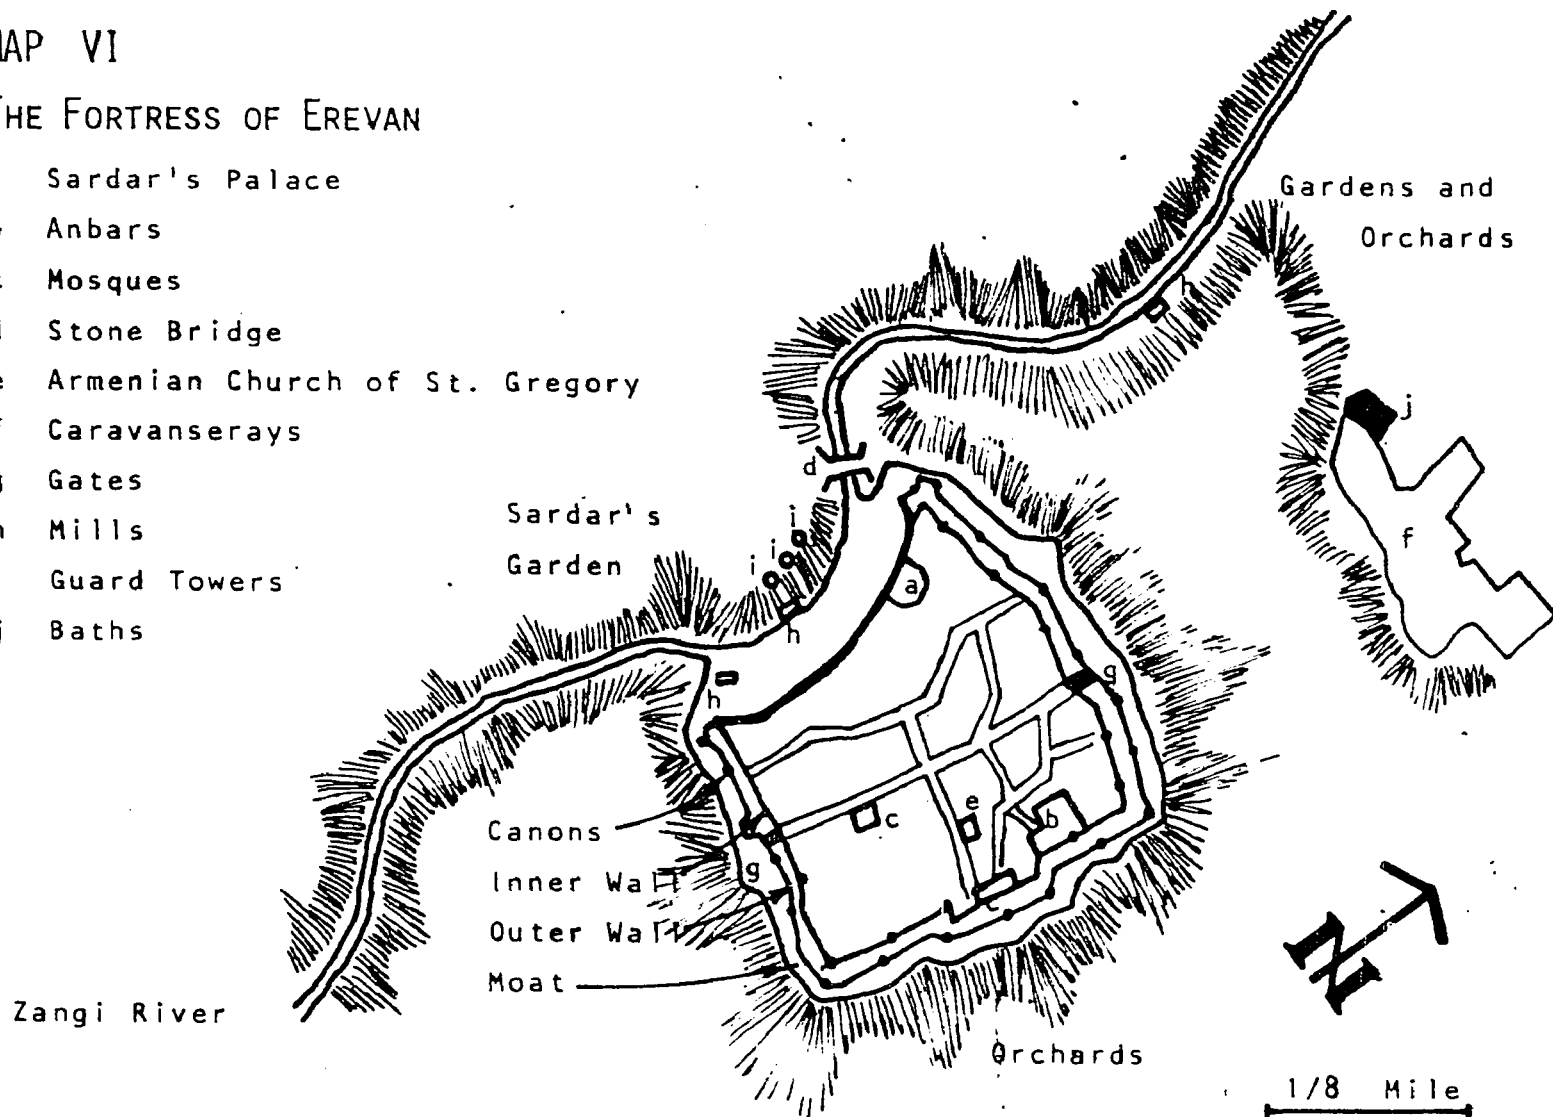 MAP VI
THE FORTRESS OF EREVAN
Sardar's Palace
Anbars
Mosques
Stone Bridge
e Armenian Church of St. Gregory
Caravanserays
g Gates
h Mills
Guard Towers
j Baths
Gardens and
Orchards
h
j
d
f
Sardar's
Garden
i
i
i
a
h
g
h
Canons
c
e
b
Inner Wall
g
c
Outer Wall
Moat
Zangi River
Orchards
N
1/8 Mile